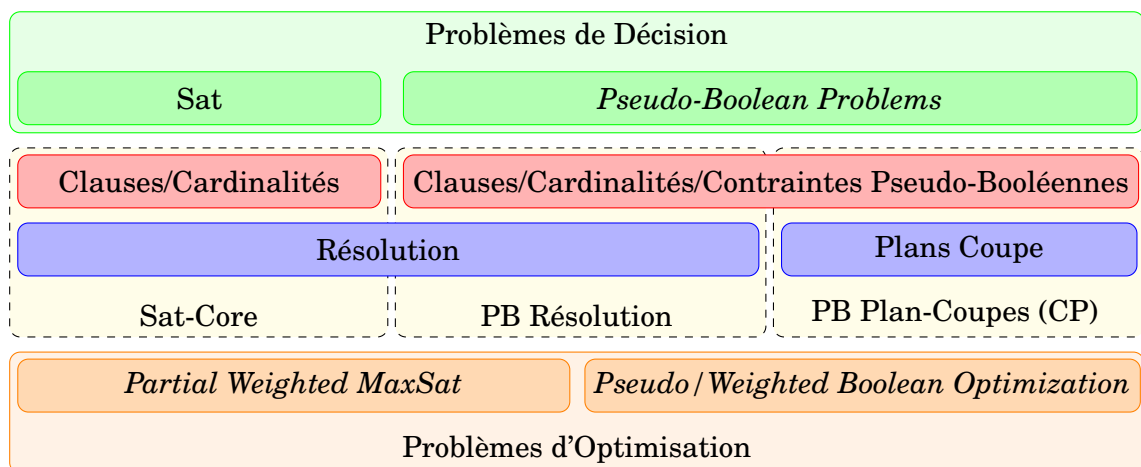 Problèmes de Décision
Sat
Pseudo-Boolean Problems
Clauses/Cardinalités
Clauses/Cardinalités/Contraintes Pseudo-Booléennes
Résolution
Plans Coupe
Sat-Core
PB Résolution
PB Plan-Coupes (CP)
Partial Weighted MaxSat
Pseudo/Weighted Boolean Optimization
Problèmes d'Optimisation